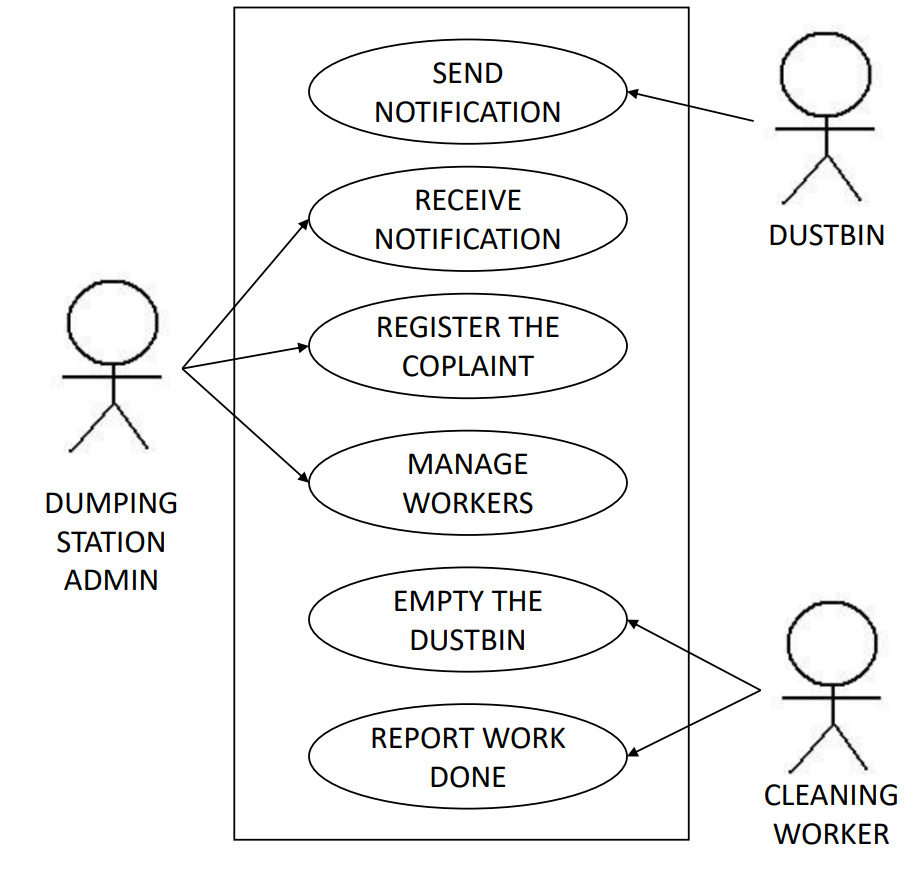 SEND
NOTIFICATION
RECEIVE
NOTIFICATION
DUSTBIN
REGISTER THE
COPLAINT
MANAGE
WORKERS
DUMPING
STATION
ADMIN
EMPTY THE
DUSTBIN
REPORT WORK
DONE
CLEANING
WORKER